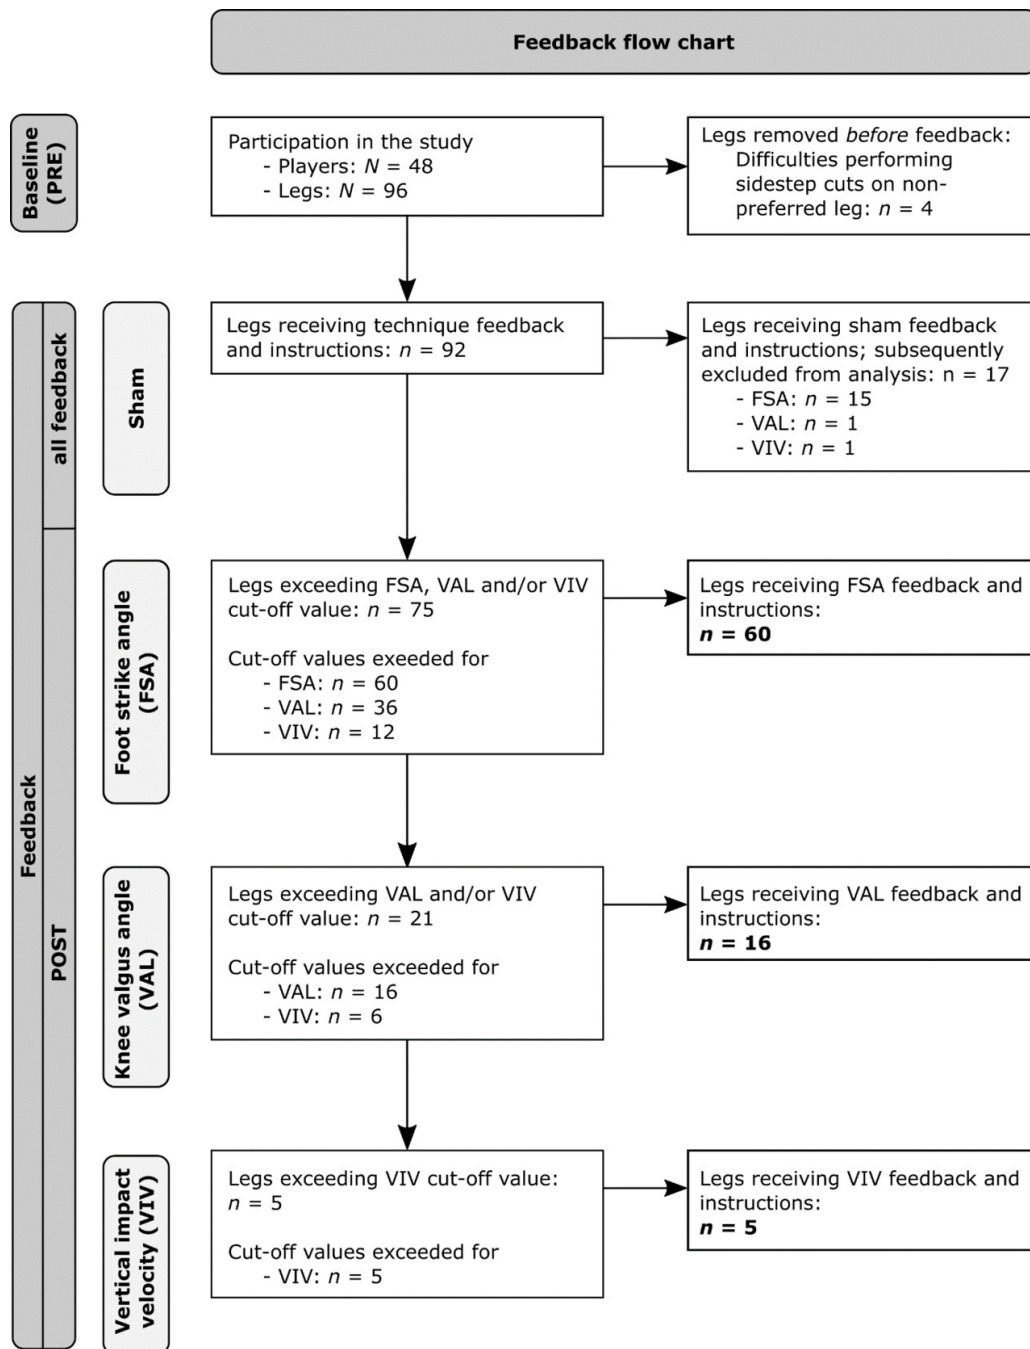 Feedback flow chart
Baseline
(PRE)
Participation in the study
- Players: N = 48
- Legs: N = 96
Legs removed before feedback:
Difficulties performing
sidestep cuts on non-
preferred leg: n = 4
Feedback
all feedback
Sham
Legs receiving technique feedback
and instructions: n = 92
Legs receiving sham feedback
and instructions; subsequently
excluded from analysis: n = 17
- FSA: n = 15
- VAL: n = 1
- VIV: n = 1
POST
Foot strike angle
(FSA)
Legs exceeding FSA, VAL and/or VIV
cut-off value: n = 75
Cut-off values exeeded for
- FSA: n = 60
- VAL: n = 36
- VIV: n = 12
Legs receiving FSA feedback and
instructions:
n = 60
Knee valgus angle
(VAL)
Legs exceeding VAL and/or VIV
cut-off value: n = 21
Cut-off values exceeded for
- VAL: n = 16
- VIV: n = 6
Legs receiving VAL feedback and
instructions:
n = 16
Vertical impact
velocity (VIV)
Legs exceeding VIV cut-off value:
n = 5
Cut-off values exceeded for
- VIV: n = 5
Legs receiving VIV feedback and
instructions:
n = 5